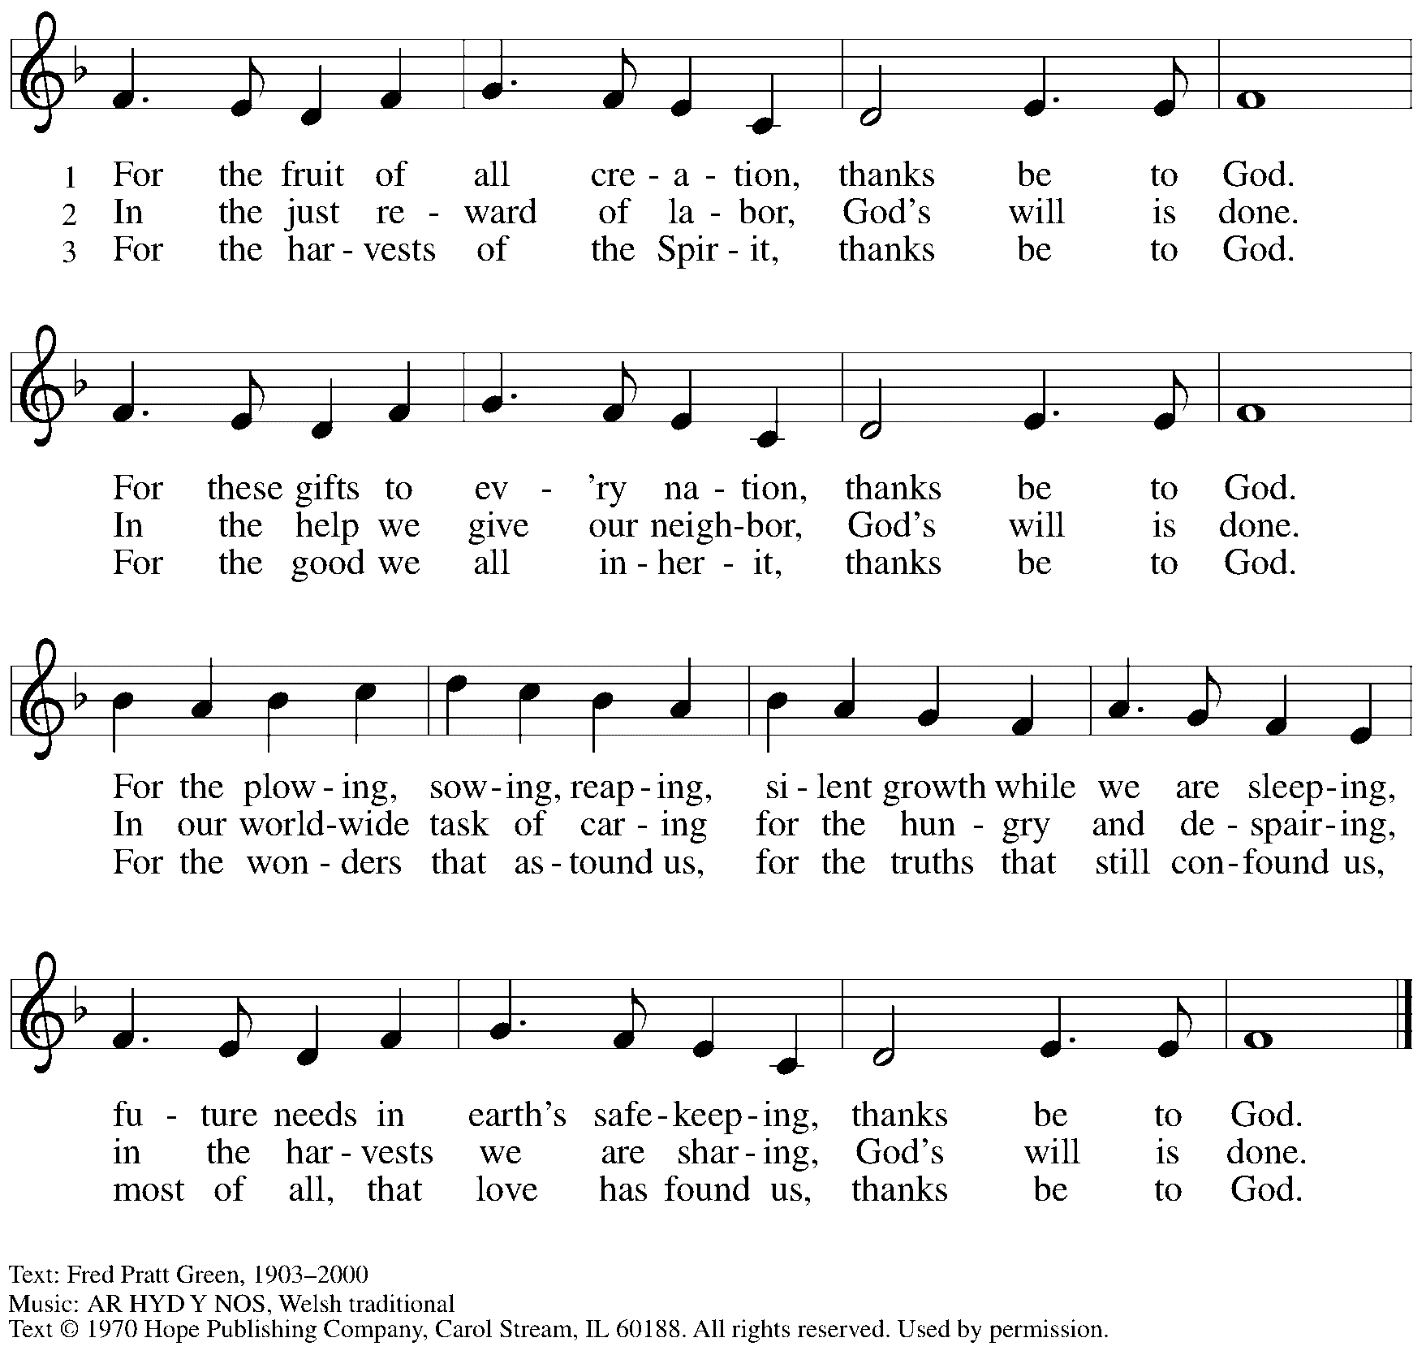 1 For the fruit of all cre - a - tion, thanks be to God.
2 In the just re - ward of la - bor, God's will is done.
3 For the har - vests of the Spir - it, thanks be to God.
For these gifts to ev - 'ry na - tion, thanks be to God.
In the help we give our neigh - bor, God's will is done.
For the good we all in - her - it, thanks be to God.
For the plow - ing, sow - ing, reap - ing, si - lent growth while we are sleep - ing,
In our world - wide task of car - ing for the hun - gry and de - spair - ing,
For the won - ders that as - tound us, for the truths that still con - found us,
fu - ture needs in earth's safe - keep - ing, thanks be to God.
in the har - vests we are shar - ing, God's will is done.
most of all, that love has found us, thanks be to God.
Text: Fred Pratt Green, 1903–2000
Music: AR HYD Y NOS, Welsh traditional
Text © 1970 Hope Publishing Company, Carol Stream, IL 60188. All rights reserved. Used by permission.